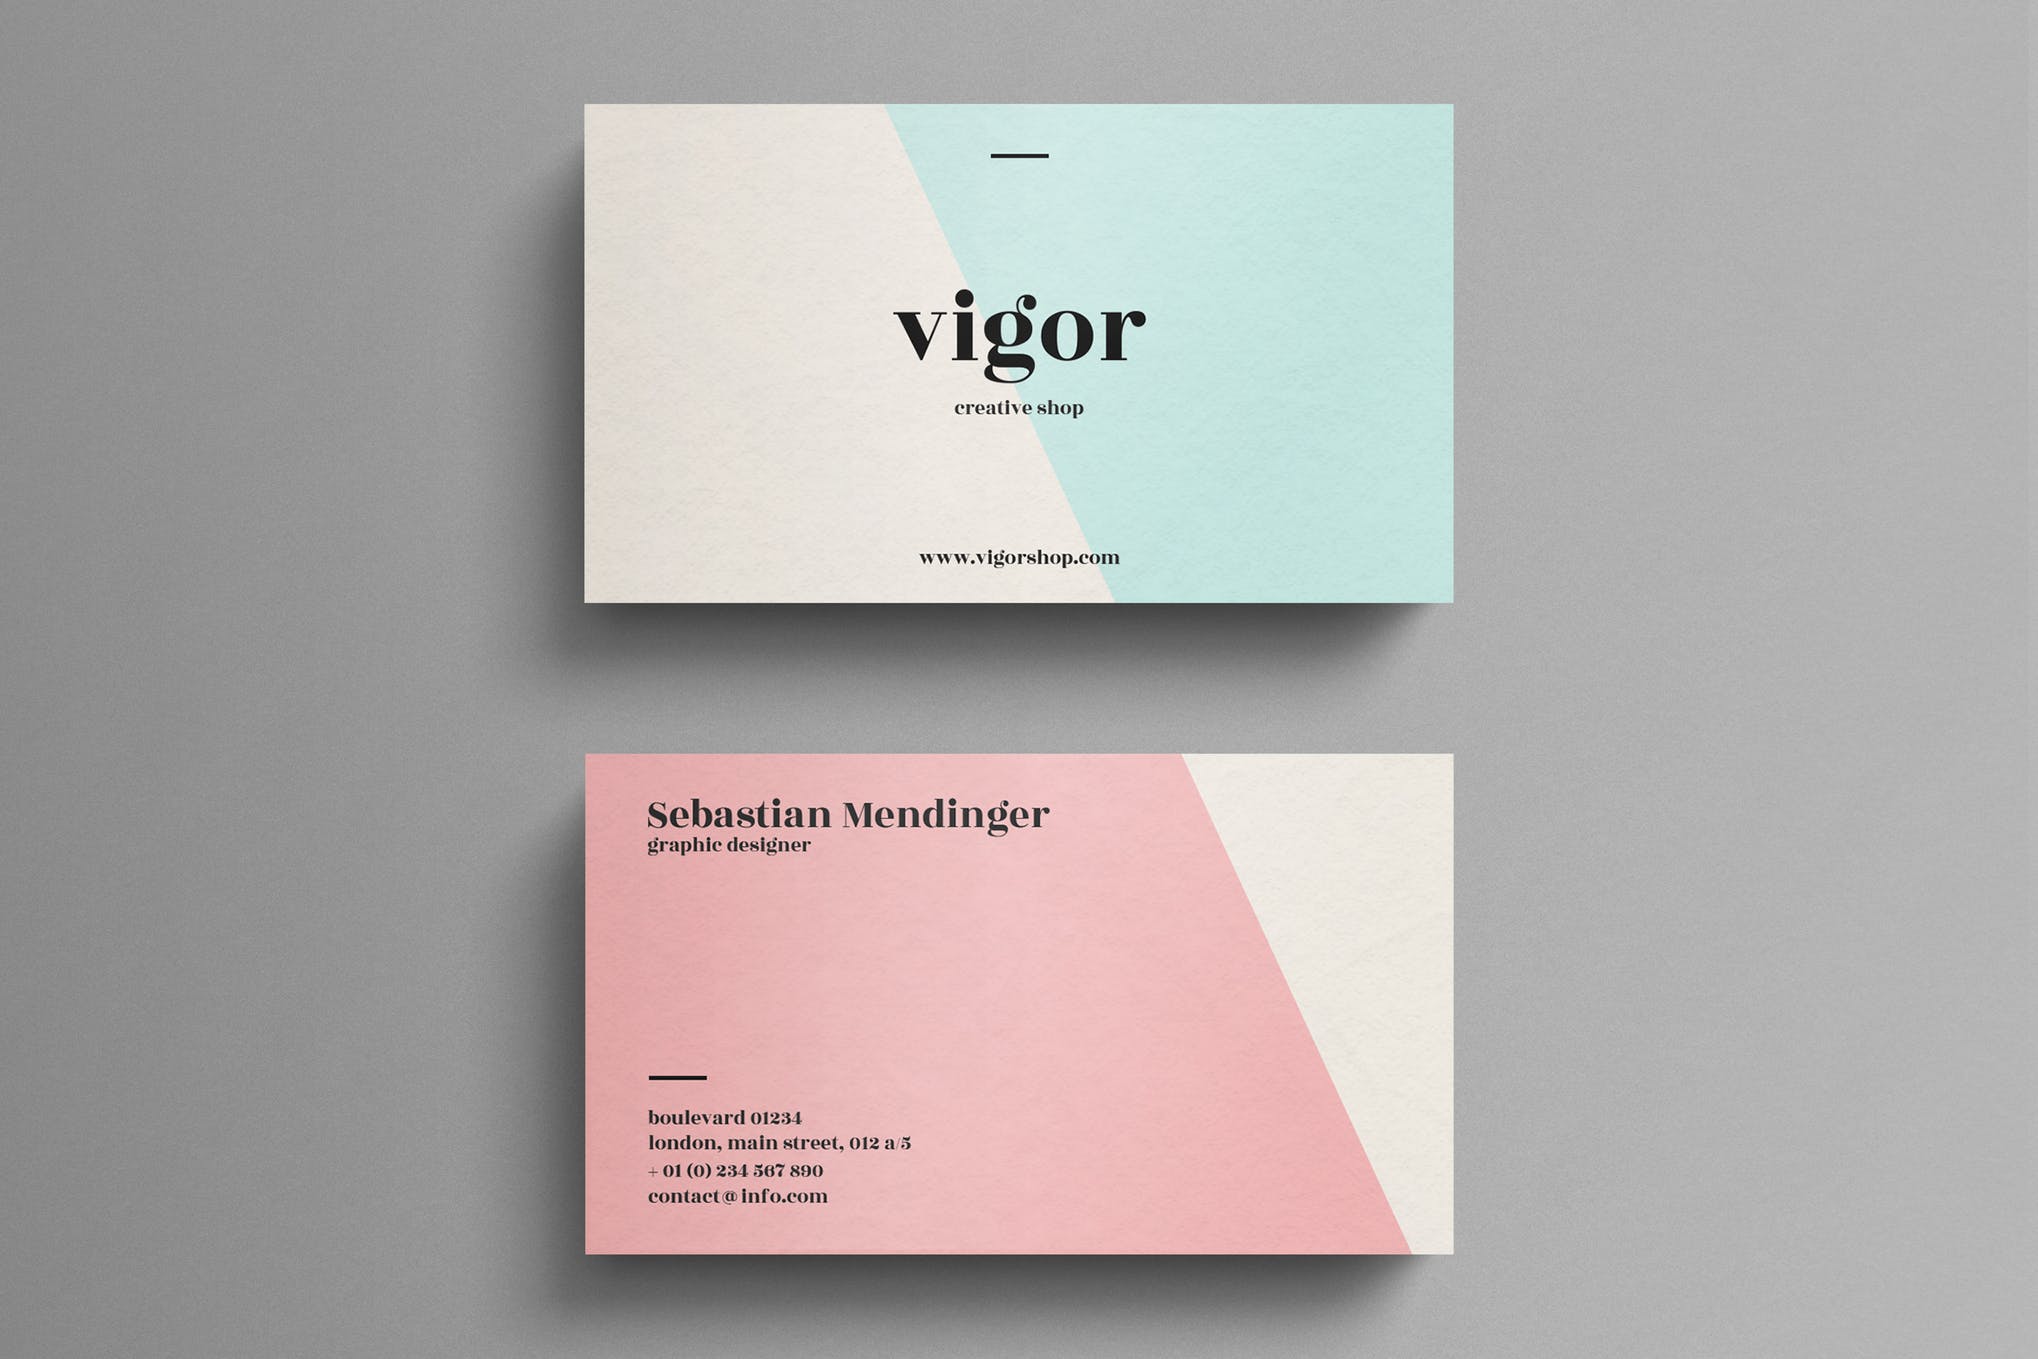 vigor
creative shop
www.vigorshop.com
Sebastian Mendinger
graphic designer
boulevard 01234
london, main street, 012 a/5
+ 01 (0) 234 567 890
contact@info.com